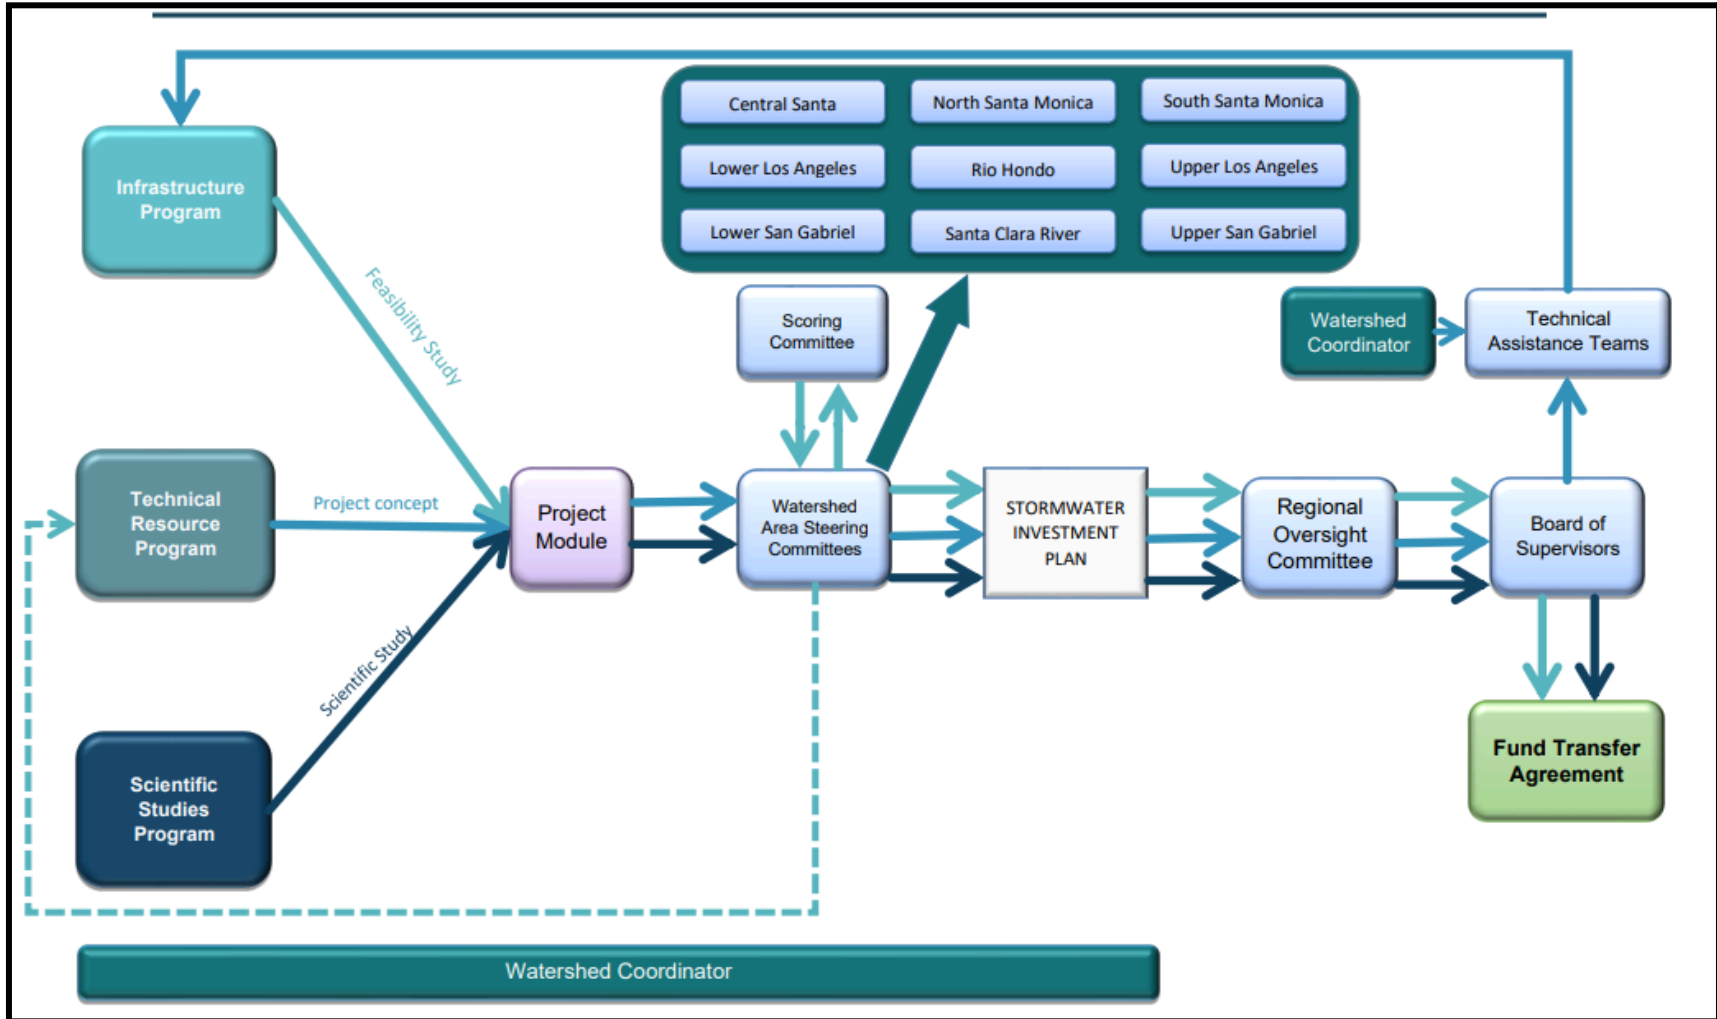 Central Santa
North Santa Monica
South Santa Monica
Lower Los Angeles
Rio Hondo
Upper Los Angeles
Lower San Gabriel
Santa Clara River
Upper San Gabriel
Infrastructure
Program
Feasibility Study
Scoring
Committee
Watershed
Coordinator
Technical
Assistance Teams
Technical
Resource
Program
Project concept
Project
Module
Watershed
Area Steering
Committees
STORMWATER
INVESTMENT
PLAN
Regional
Oversight
Committee
Board of
Supervisors
Scientific Study
Scientific
Studies
Program
Fund Transfer
Agreement
Watershed Coordinator